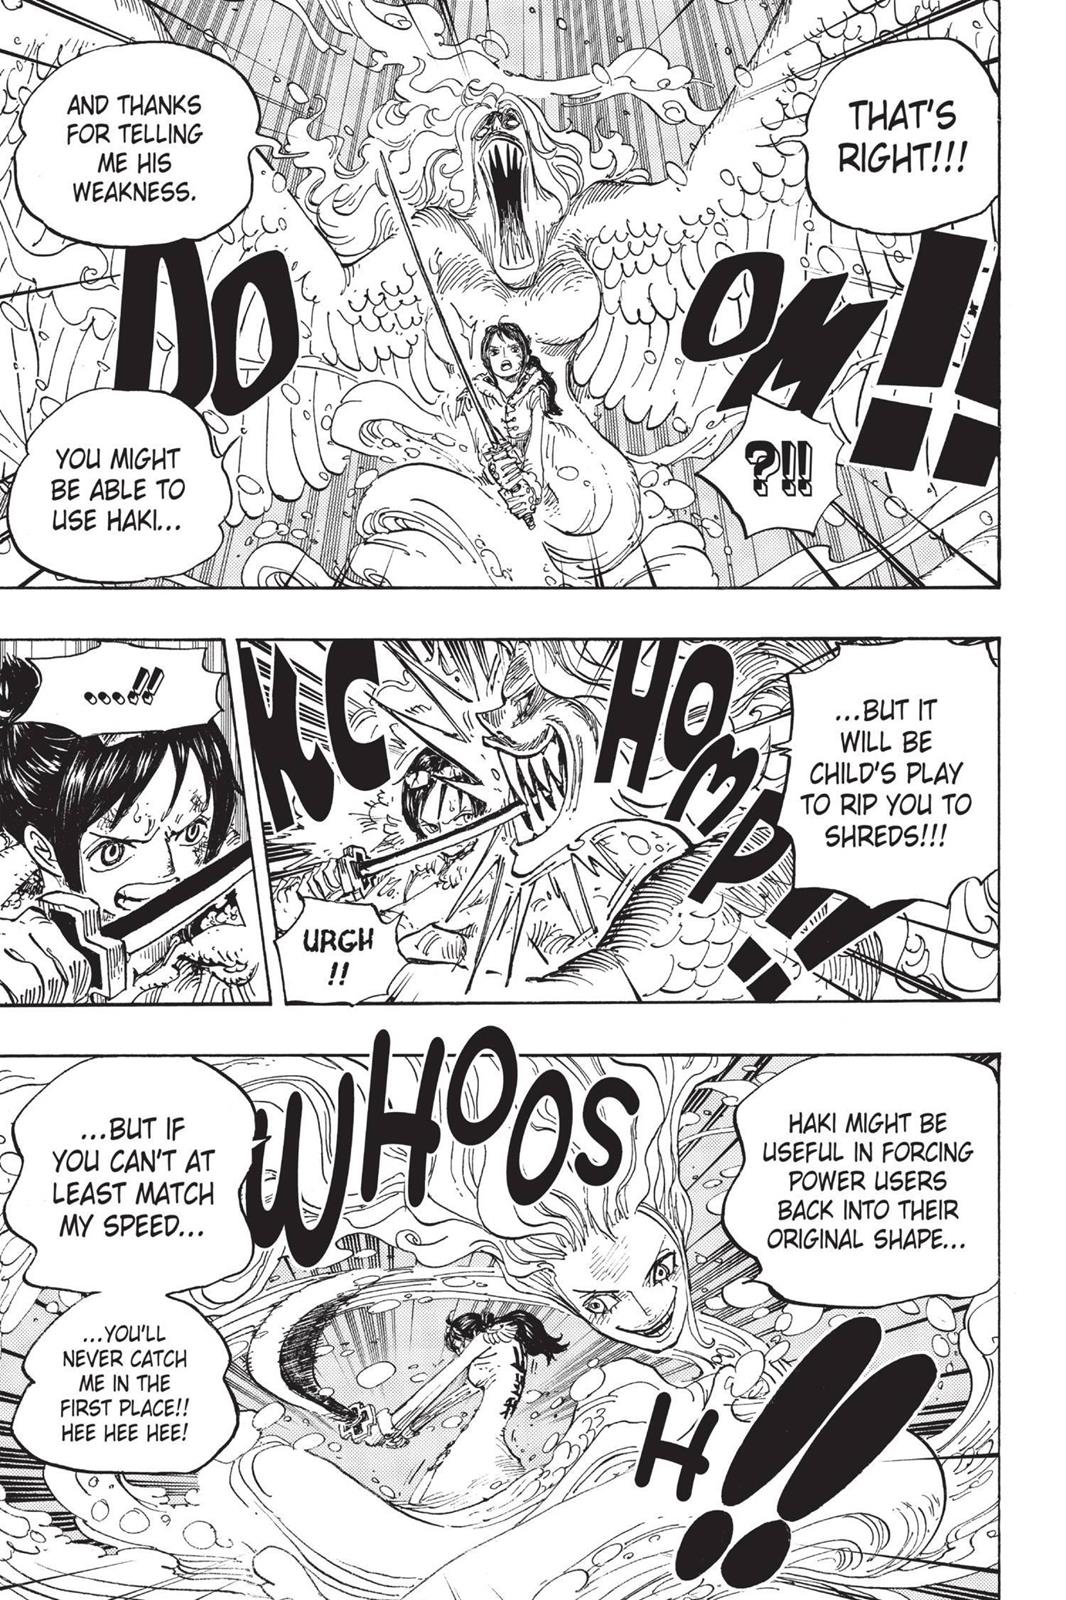 THAT'S
RIGHT!!!
AND THANKS
FOR TELLING
ME HIS
WEAKNESS.
DOOM!!
?!!
YOU MIGHT
BE ABLE TO
USE HAKI...
...BUT IT
WILL BE
CHILD'S PLAY
TO RIP YOU TO
SHREDS!!!
KCHOMP!!
URGH
!!
...!!
HAKI MIGHT BE
USEFUL IN FORCING
POWER USERS
BACK INTO THEIR
ORIGINAL SHAPE...
WHOOSH!!
...BUT IF
YOU CAN'T AT
LEAST MATCH
MY SPEED...
...YOU'LL
NEVER CATCH
ME IN THE
FIRST PLACE!!
HEE HEE HEE!